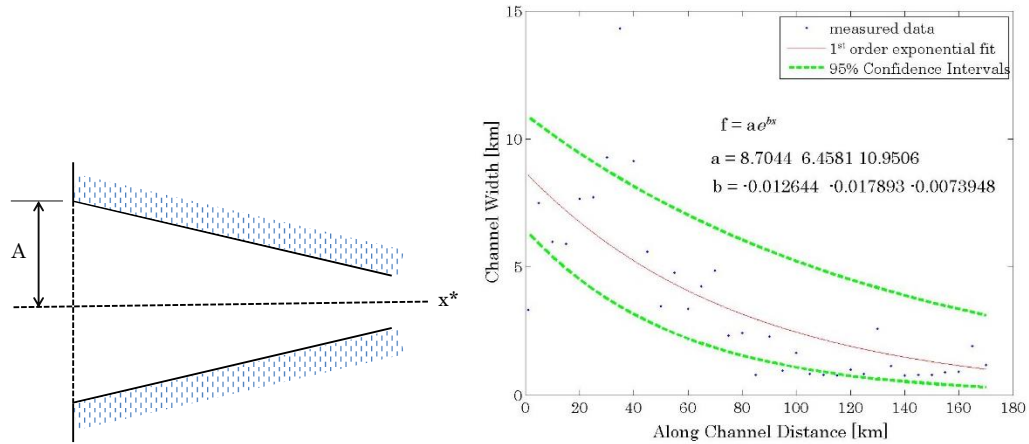 A
x*
15
10
5
0
0 20 40 60 80 100 120 140 160 180
Channel Width [km]
Along Channel Distance [km]
measured data
1st order exponential fit
95% Confidence Intervals
f = ae^bx
a = 8.7044 6.4581 10.9506
b = -0.012644 -0.017893 -0.0073948